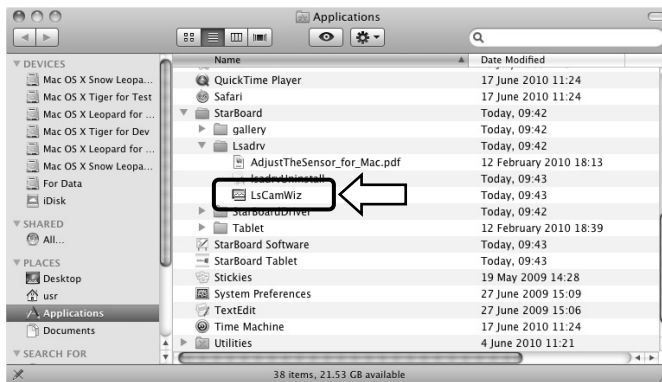 Applications
Name Date Modified
DEVICES
Mac OS X Snow Leopa...
Mac OS X Tiger for Test
Mac OS X Leopard for ...
Mac OS X Tiger for Dev
Mac OS X Leopard for ...
Mac OS X Snow Leopa...
For Data
iDisk
SHARED
All...
PLACES
Desktop
usr
Applications
Documents
SEARCH FOR
QuickTime Player 17 June 2010 11:24
Safari 17 June 2010 11:24
StarBoard Today, 09:42
gallery Today, 09:42
Lsadrv Today, 09:42
AdjustTheSensor_for_Mac.pdf 12 February 2010 18:13
lsadrvUninstall Today, 09:43
LsCamWiz Today, 09:43
StarBoardDriver Today, 09:42
Tablet 12 February 2010 18:39
StarBoard Software Today, 09:43
StarBoard Tablet Today, 09:43
Stickies 19 May 2009 14:28
System Preferences 27 June 2009 15:09
TextEdit 27 June 2009 15:06
Time Machine 17 June 2010 11:24
Utilities 4 June 2010 11:21
38 items, 21.53 GB available